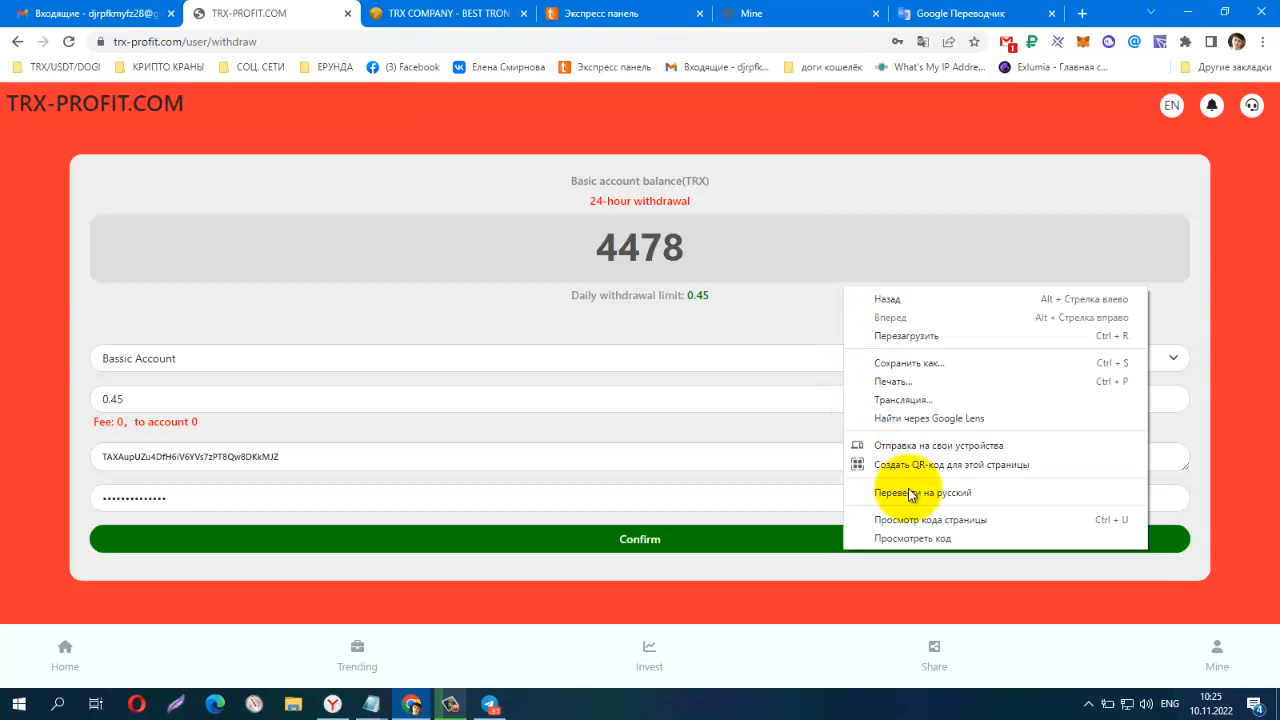 Входящие - djrpfkmyfz28@g
TRX-PROFIT.COM
TRX COMPANY - BEST TRON
Экспресс панель
Mine
Google Переводчик
trx-profit.com/user/withdraw
1
TRX/USDT/DOGI
КРИПТО КРАНЫ
СОЦ. СЕТИ
ЕРУНДА
(3) Facebook
Елена Смирнова
Экспресс панель
Входящие - djrpfk...
доги кошелёк
What's My IP Addre...
Exlumia - Главная с...
Другие закладки
TRX-PROFIT.COM
EN
Basic account balance(TRX)
24-hour withdrawal
4478
Daily withdrawal limit: 0.45
Bassic Account
0.45
Fee: 0, to account 0
TAXAupUZu4DfH6iV6YVs7zPT8Qw8DKkMJZ
Confirm
Назад Alt + Стрелка влево
Вперед Alt + Стрелка вправо
Перезагрузить Ctrl + R
Сохранить как... Ctrl + S
Печать... Ctrl + P
Трансляция...
Найти через Google Lens
Отправка на свои устройства
Создать QR-код для этой страницы
Перевести на русский
Просмотр кода страницы Ctrl + U
Просмотреть код
Home
Trending
Invest
Share
Mine
ENG
10:25
10.11.2022
4